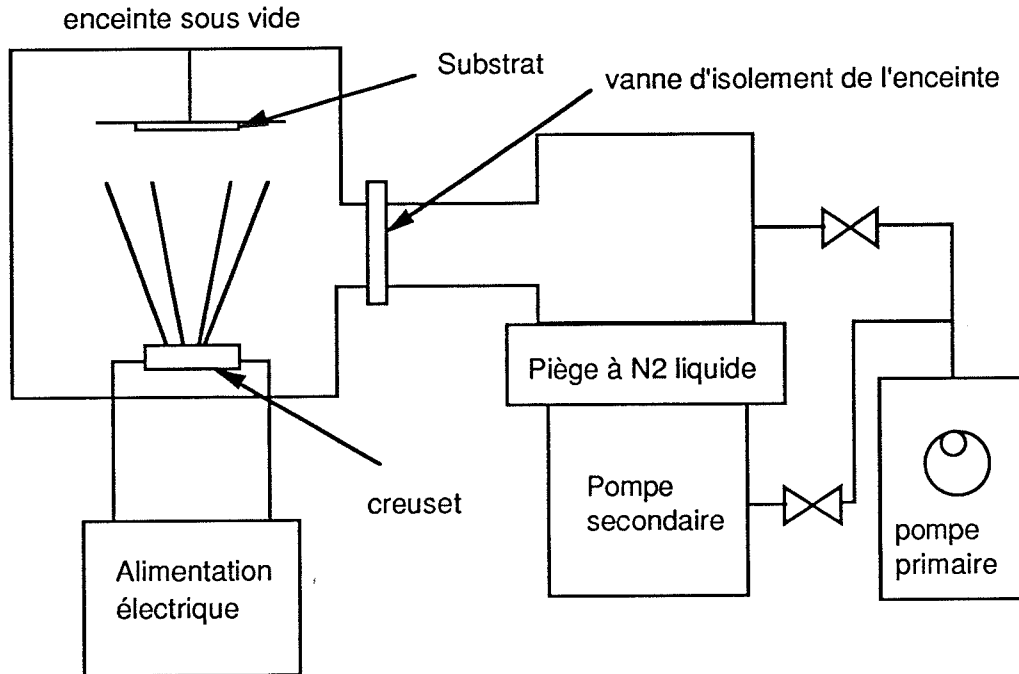 enceinte sous vide
Substrat
vanne d'isolement de l'enceinte
Piège à N2 liquide
creuset
Pompe
secondaire
pompe
primaire
Alimentation
électrique